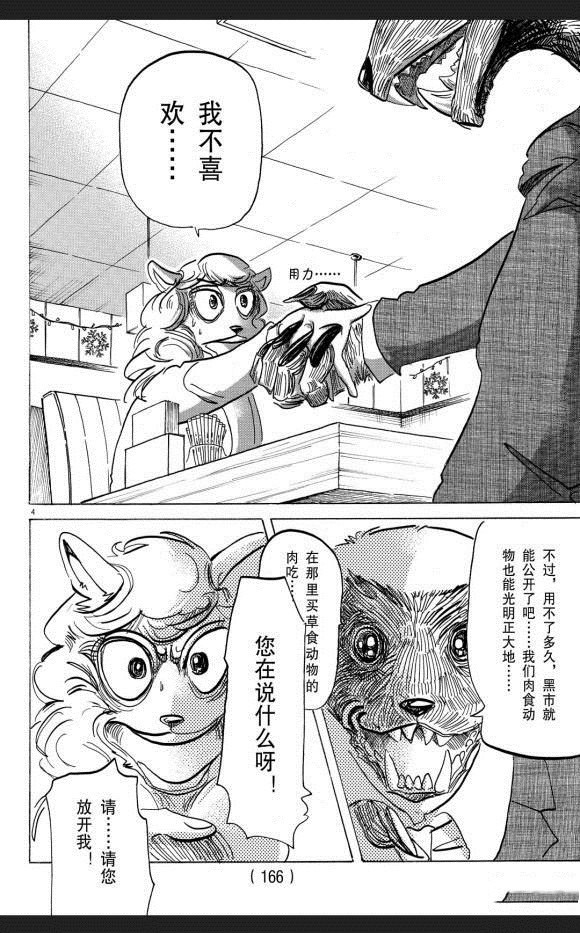 我不喜
欢……
用力……
4
不过，用不了多久，黑市就
能公开了吧……我们肉食动
物也能光明正大地……
在那里买草食动物的
肉吃……
您在说什么呀！
请……请您
放开我！
（166）